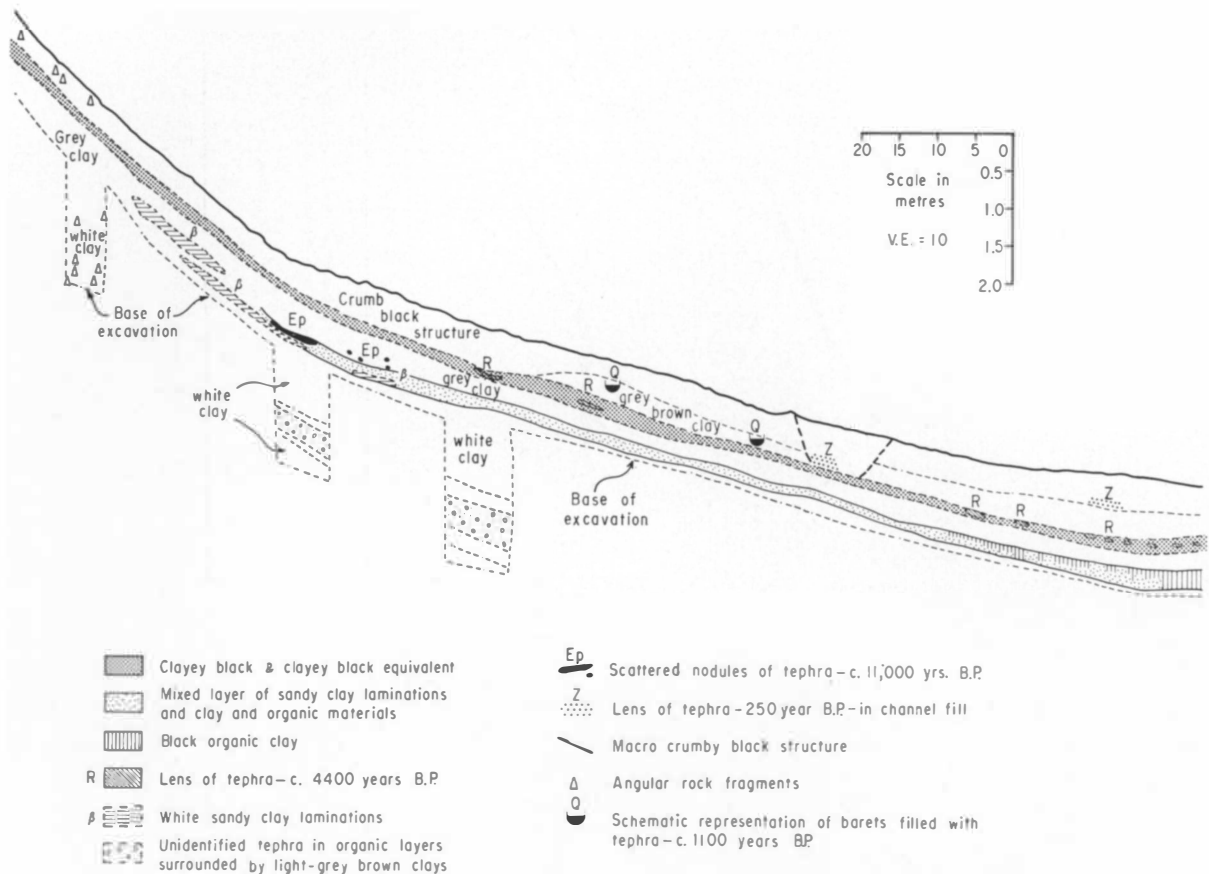 Grey
clay
white
clay
Base of
excavation
β
β
Ep
Ep
β
white
clay
Crumb
black
structure
R
grey
clay
R
Q
grey
brown
clay
Q
white
clay
Base of
excavation
Z
R
R
Z
R
20 15 10 5 0
0.5
Scale in
metres
1.0
V.E. = 10
1.5
2.0
Clayey black & clayey black equivalent
Mixed layer of sandy clay laminations
and clay and organic materials
Black organic clay
R Lens of tephra – c. 4400 years B.P.
β White sandy clay laminations
Unidentified tephra in organic layers
surrounded by light-grey brown clays
Ep
Scattered nodules of tephra – c. 11,000 yrs. B.P.
Z
Lens of tephra – 250 year B.P. – in channel fill
Macro crumby black structure
Angular rock fragments
Q
Schematic representation of barets filled with
tephra – c. 1100 years B.P.